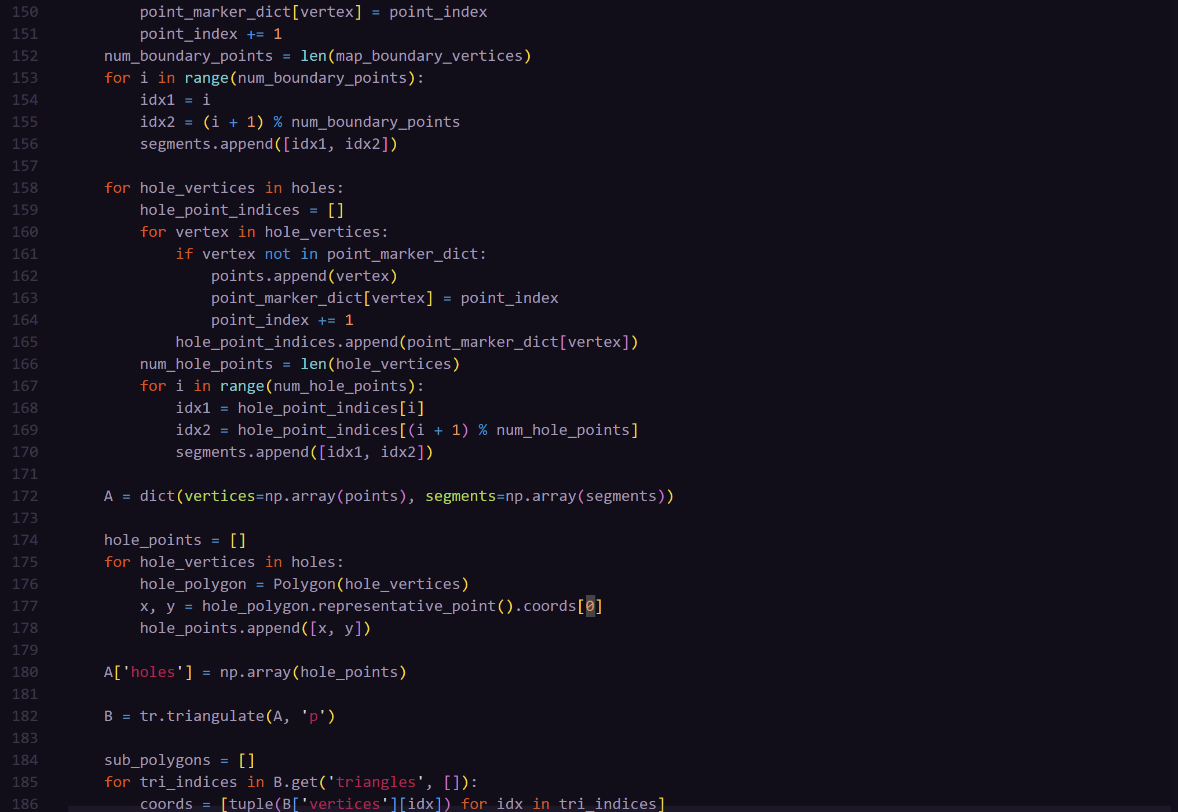 150         point_marker_dict[vertex] = point_index
151         point_index += 1
152     num_boundary_points = len(map_boundary_vertices)
153     for i in range(num_boundary_points):
154         idx1 = i
155         idx2 = (i + 1) % num_boundary_points
156         segments.append([idx1, idx2])
157
158     for hole_vertices in holes:
159         hole_point_indices = []
160         for vertex in hole_vertices:
161             if vertex not in point_marker_dict:
162                 points.append(vertex)
163                 point_marker_dict[vertex] = point_index
164                 point_index += 1
165             hole_point_indices.append(point_marker_dict[vertex])
166         num_hole_points = len(hole_vertices)
167         for i in range(num_hole_points):
168             idx1 = hole_point_indices[i]
169             idx2 = hole_point_indices[(i + 1) % num_hole_points]
170             segments.append([idx1, idx2])
171
172     A = dict(vertices=np.array(points), segments=np.array(segments))
173
174     hole_points = []
175     for hole_vertices in holes:
176         hole_polygon = Polygon(hole_vertices)
177         x, y = hole_polygon.representative_point().coords[0]
178         hole_points.append([x, y])
179
180     A['holes'] = np.array(hole_points)
181
182     B = tr.triangulate(A, 'p')
183
184     sub_polygons = []
185     for tri_indices in B.get('triangles', []):
186         coords = [tuple(B['vertices'][idx]) for idx in tri_indices]